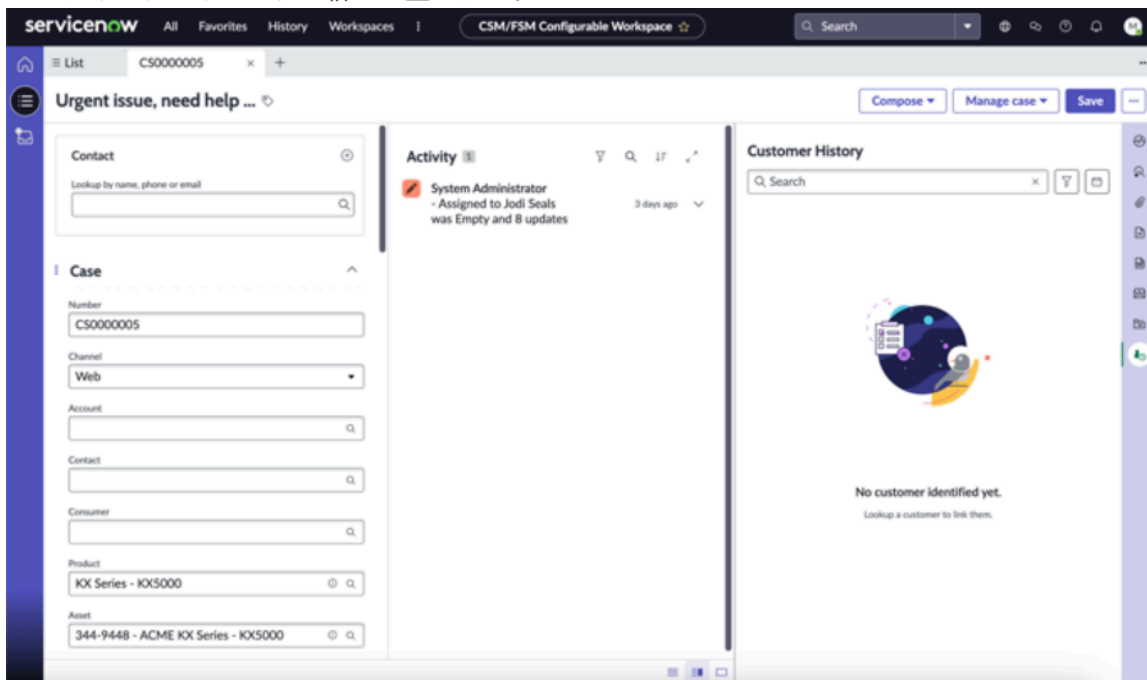 servicenow All Favorites History Workspaces CSM/FSM Configurable Workspace Search
List CS0000005
Urgent issue, need help ... Compose Manage case Save
Contact
Lookup by name, phone or email
Case
Number
CS0000005
Channel
Web
Account
Contact
Consumer
Product
KX Series - KX5000
Asset
344-9448 - ACME KX Series - KX5000
Activity 1
System Administrator
- Assigned to Jodi Seals
was Empty and 8 updates
3 days ago
Customer History
Search
No customer identified yet.
Lookup a customer to link them.